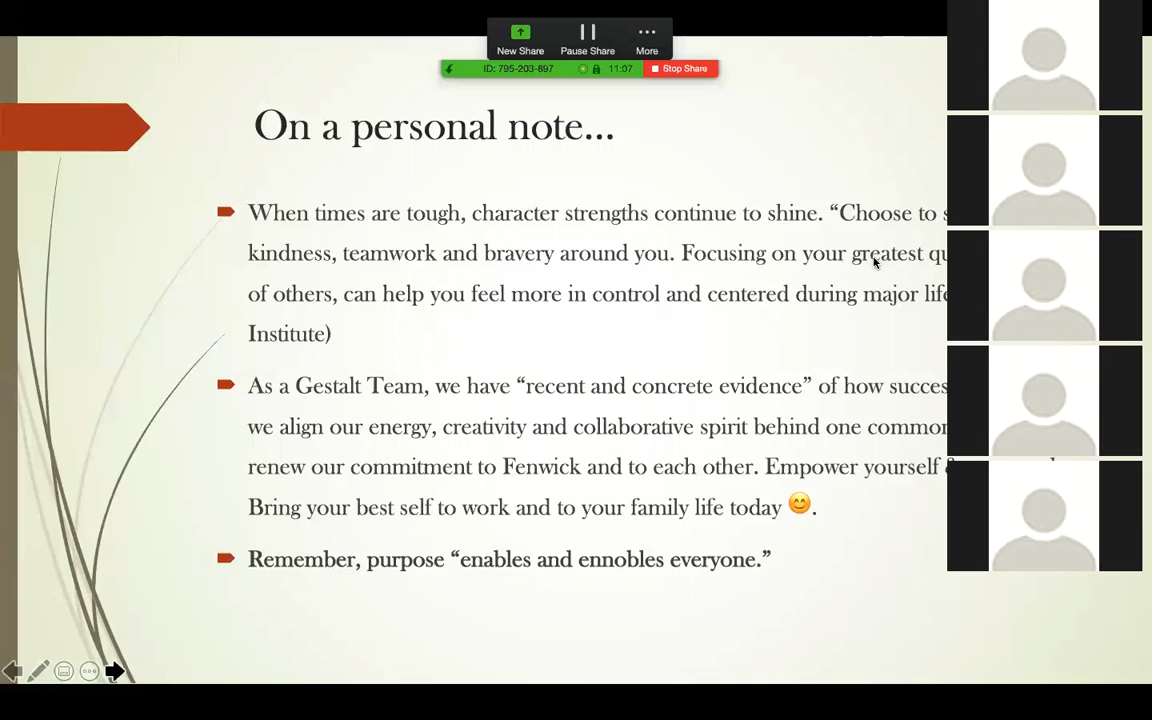 New Share Pause Share More
ID: 795-203-897 11:07 Stop Share
On a personal note...
When times are tough, character strengths continue to shine. “Choose to
kindness, teamwork and bravery around you. Focusing on your greatest
of others, can help you feel more in control and centered during major
Institute)
As a Gestalt Team, we have “recent and concrete evidence” of how
we align our energy, creativity and collaborative spirit behind one
renew our commitment to Fenwick and to each other. Empower yourself
Bring your best self to work and to your family life today 😊.
Remember, purpose “enables and ennobles everyone.”